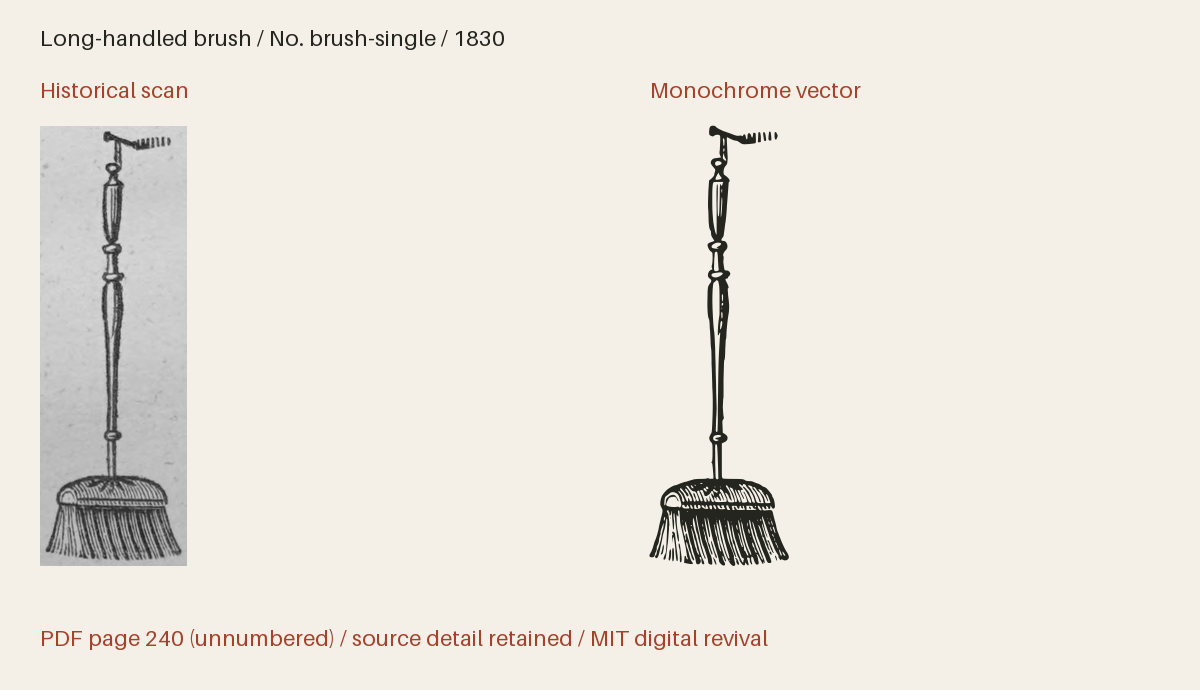 Long-handled brush / No. brush-single / 1830
Historical scan
Monochrome vector
PDF page 240 (unnumbered) / source detail retained / MIT digital revival